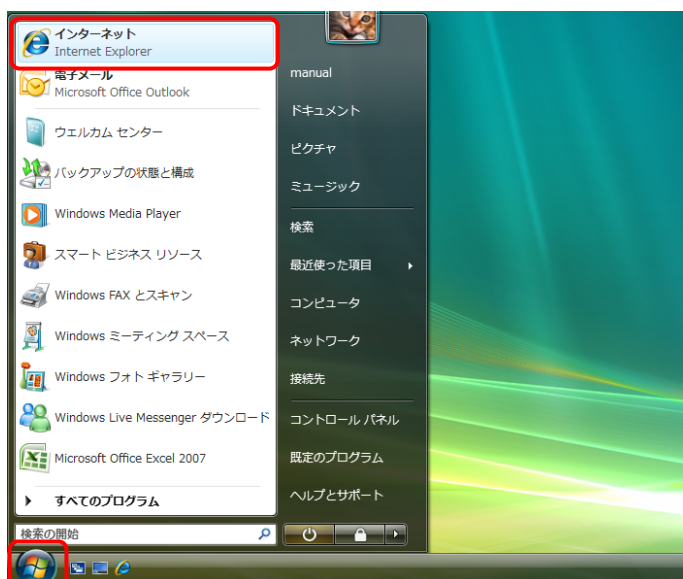 インターネット
Internet Explorer
電子メール
Microsoft Office Outlook
ウェルカム センター
バックアップの状態と構成
Windows Media Player
スマート ビジネス リソース
Windows FAX とスキャン
Windows ミーティング スペース
Windows フォト ギャラリー
Windows Live Messenger ダウンロード
Microsoft Office Excel 2007
すべてのプログラム
検索の開始
manual
ドキュメント
ピクチャ
ミュージック
検索
最近使った項目
コンピュータ
ネットワーク
接続先
コントロール パネル
既定のプログラム
ヘルプとサポート